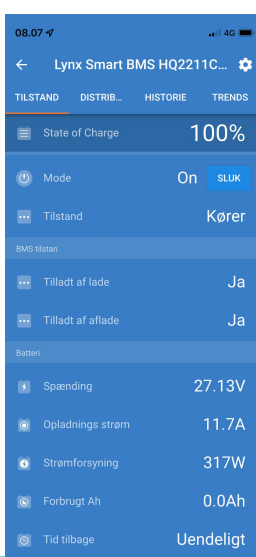 08.07 4G
Lynx Smart BMS HQ2211C...
TILSTAND DISTRIB... HISTORIE TRENDS
State of Charge 100%
Mode On SLUK
Tilstand Kører
BMS tilstan
Tilladt af lade Ja
Tilladt af aflade Ja
Batteri
Spænding 27.13V
Opladnings strøm 11.7A
Strømforsyning 317W
Forbrugt Ah 0.0Ah
Tid tilbage Uendeligt